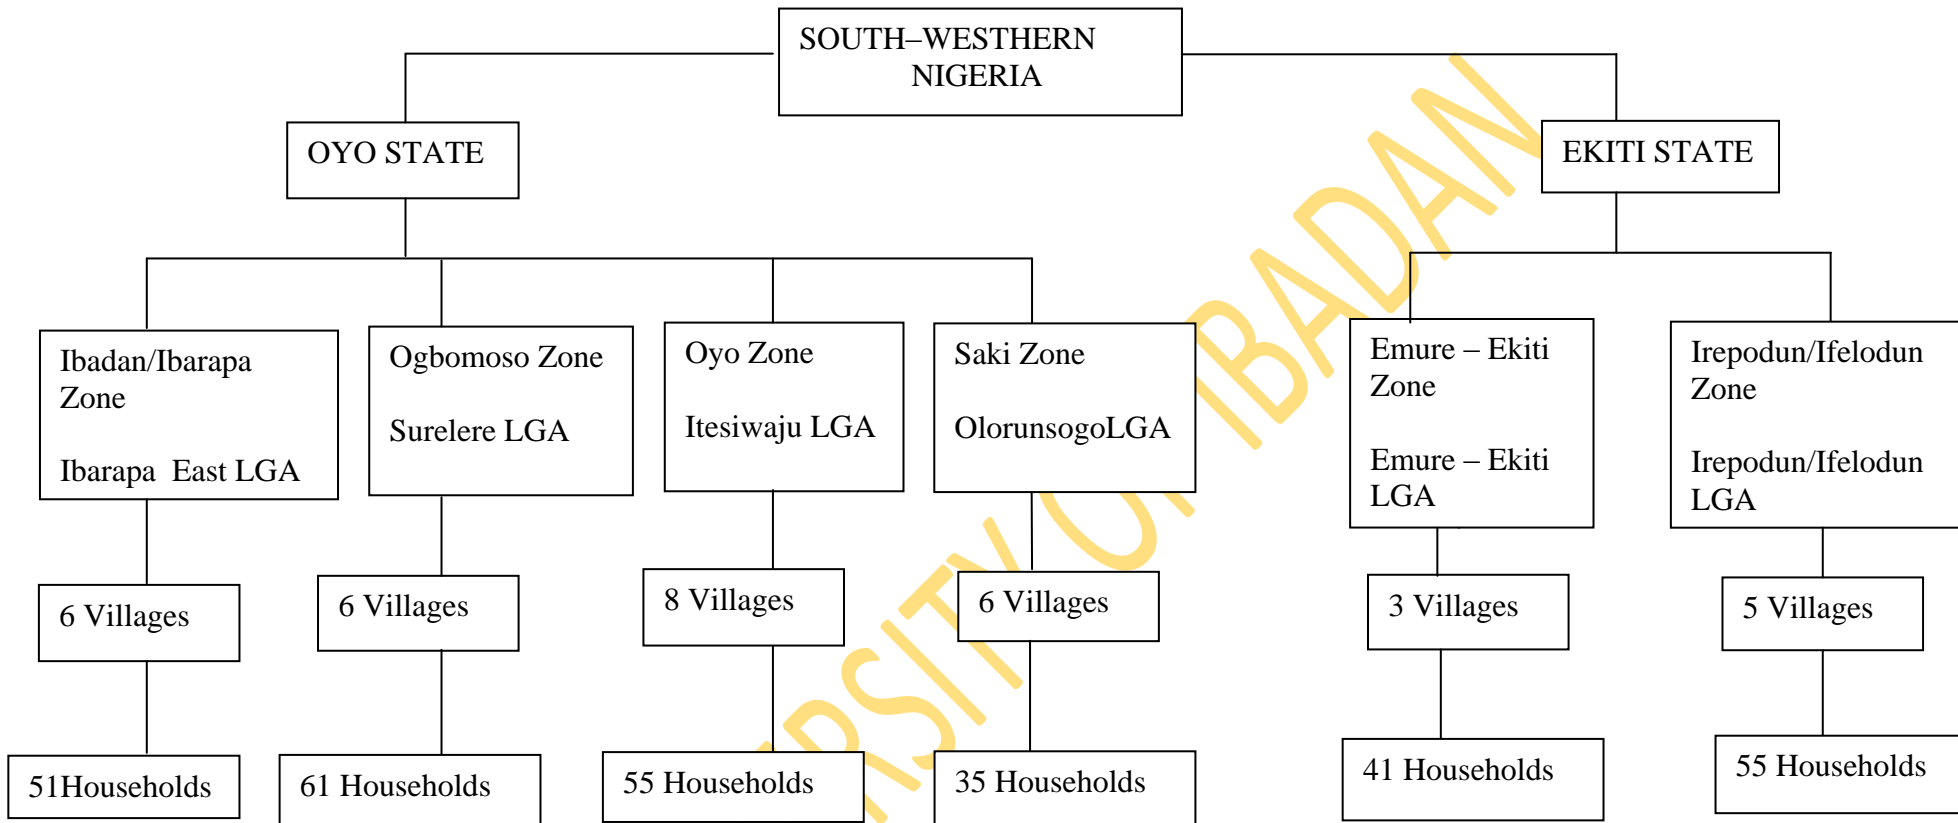 SOUTH–WESTHERN
NIGERIA
OYO STATE
EKITI STATE
Ibadan/Ibarapa
Zone
Ibarapa East LGA
Ogbomoso Zone
Surelere LGA
Oyo Zone
Itesiwaju LGA
Saki Zone
OlorunsogoLGA
Emure – Ekiti
Zone
Emure – Ekiti
LGA
Irepodun/Ifelodun
Zone
Irepodun/Ifelodun
LGA
6 Villages
6 Villages
8 Villages
6 Villages
3 Villages
5 Villages
51Households
61 Households
55 Households
35 Households
41 Households
55 Households
ERSITY OF IBADAN